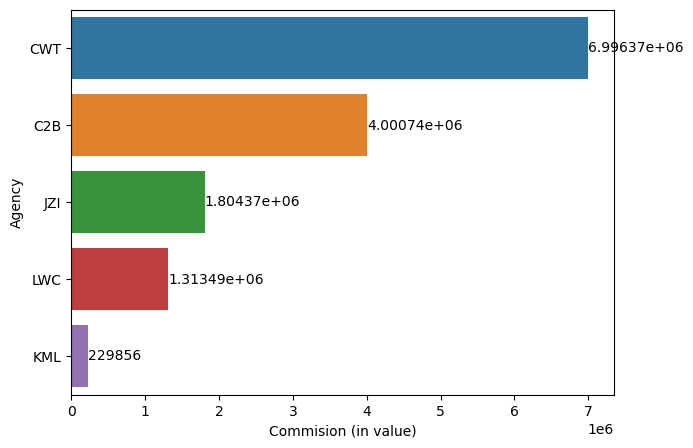 CWT
6.99637e+06
C2B
4.00074e+06
JZI
1.80437e+06
LWC
1.31349e+06
KML
229856
Agency
0 1 2 3 4 5 6 7
1e6
Commision (in value)